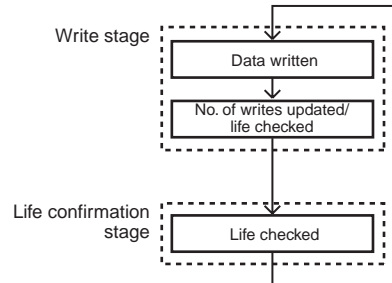 Write stage
Data written
No. of writes updated/
life checked
Life confirmation
stage
Life checked